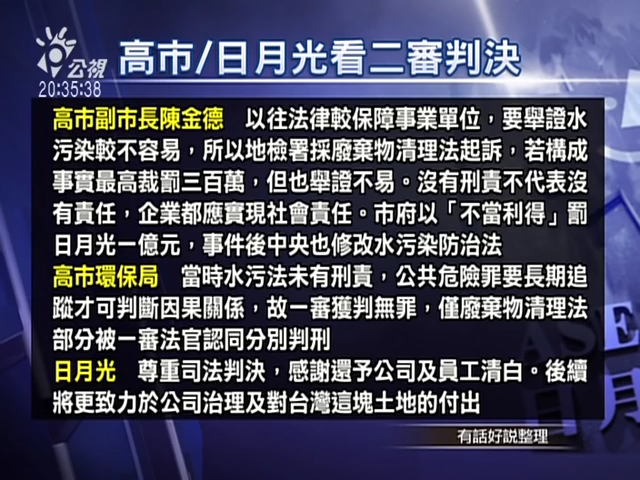 公視
20:35:38
高市/日月光看二審判決
高市副市長陳金德 以往法律較保障事業單位，要舉證水
污染較不容易，所以地檢署採廢棄物清理法起訴，若構成
事實最高裁罰三百萬，但也舉證不易。沒有刑責不代表沒
有責任，企業都應實現社會責任。市府以「不當利得」罰
日月光一億元，事件後中央也修改水污染防治法
高市環保局 當時水污法未有刑責，公共危險罪要長期追
蹤才可判斷因果關係，故一審獲判無罪，僅廢棄物清理法
部分被一審法官認同分別判刑
日月光 尊重司法判決，感謝還予公司及員工清白。後續
將更致力於公司治理及對台灣這塊土地的付出
有話好說整理
ASE
日月